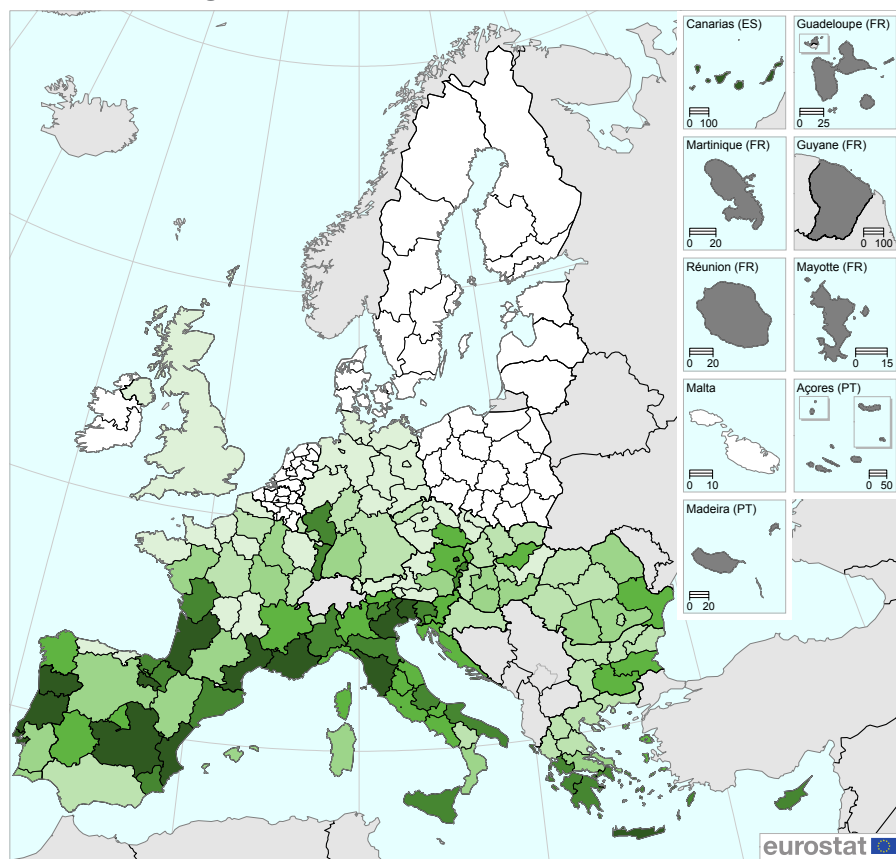 Canarias (ES)
0 100
Guadeloupe (FR)
0 25
Martinique (FR)
0 20
Guyane (FR)
0 100
Réunion (FR)
0 20
Mayotte (FR)
0 15
Malta
0 10
Açores (PT)
0 50
Madeira (PT)
0 20
eurostat